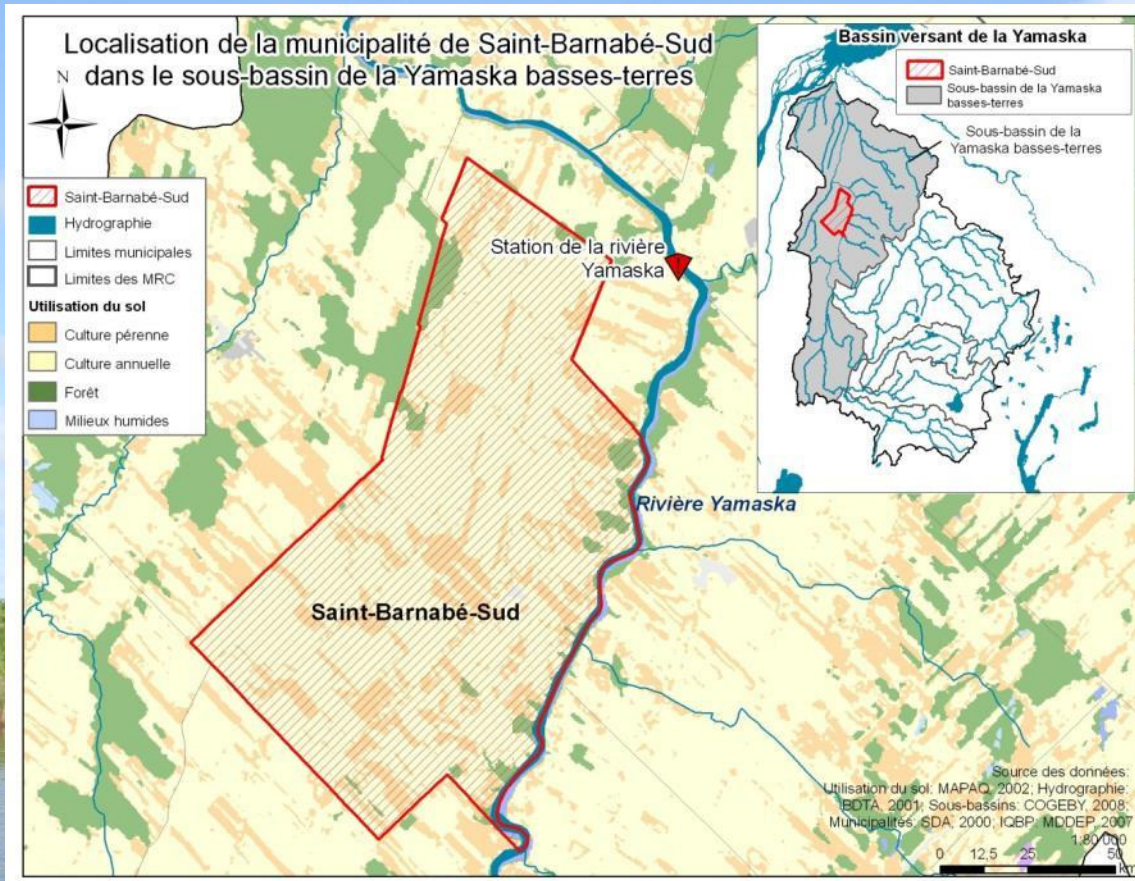 Localisation de la municipalité de Saint-Barnabé-Sud
dans le sous-bassin de la Yamaska basses-terres
N
Saint-Barnabé-Sud
Hydrographie
Limites municipales
Limites des MRC
Utilisation du sol
Culture pérenne
Culture annuelle
Forêt
Milieux humides
Station de la rivière
Yamaska
Rivière Yamaska
Saint-Barnabé-Sud
Bassin versant de la Yamaska
Saint-Barnabé-Sud
Sous-bassin de la Yamaska
basses-terres
Sous-bassin de la
Yamaska basses-terres
Source des données:
Utilisation du sol: MAPAQ, 2002; Hydrographie:
BDTA, 2001; Sous-bassins: COGEBY, 2008;
Municipalités: SDA, 2000; IQBP: MDDEP, 2007
1:80 000
0 12,5 25 50
km